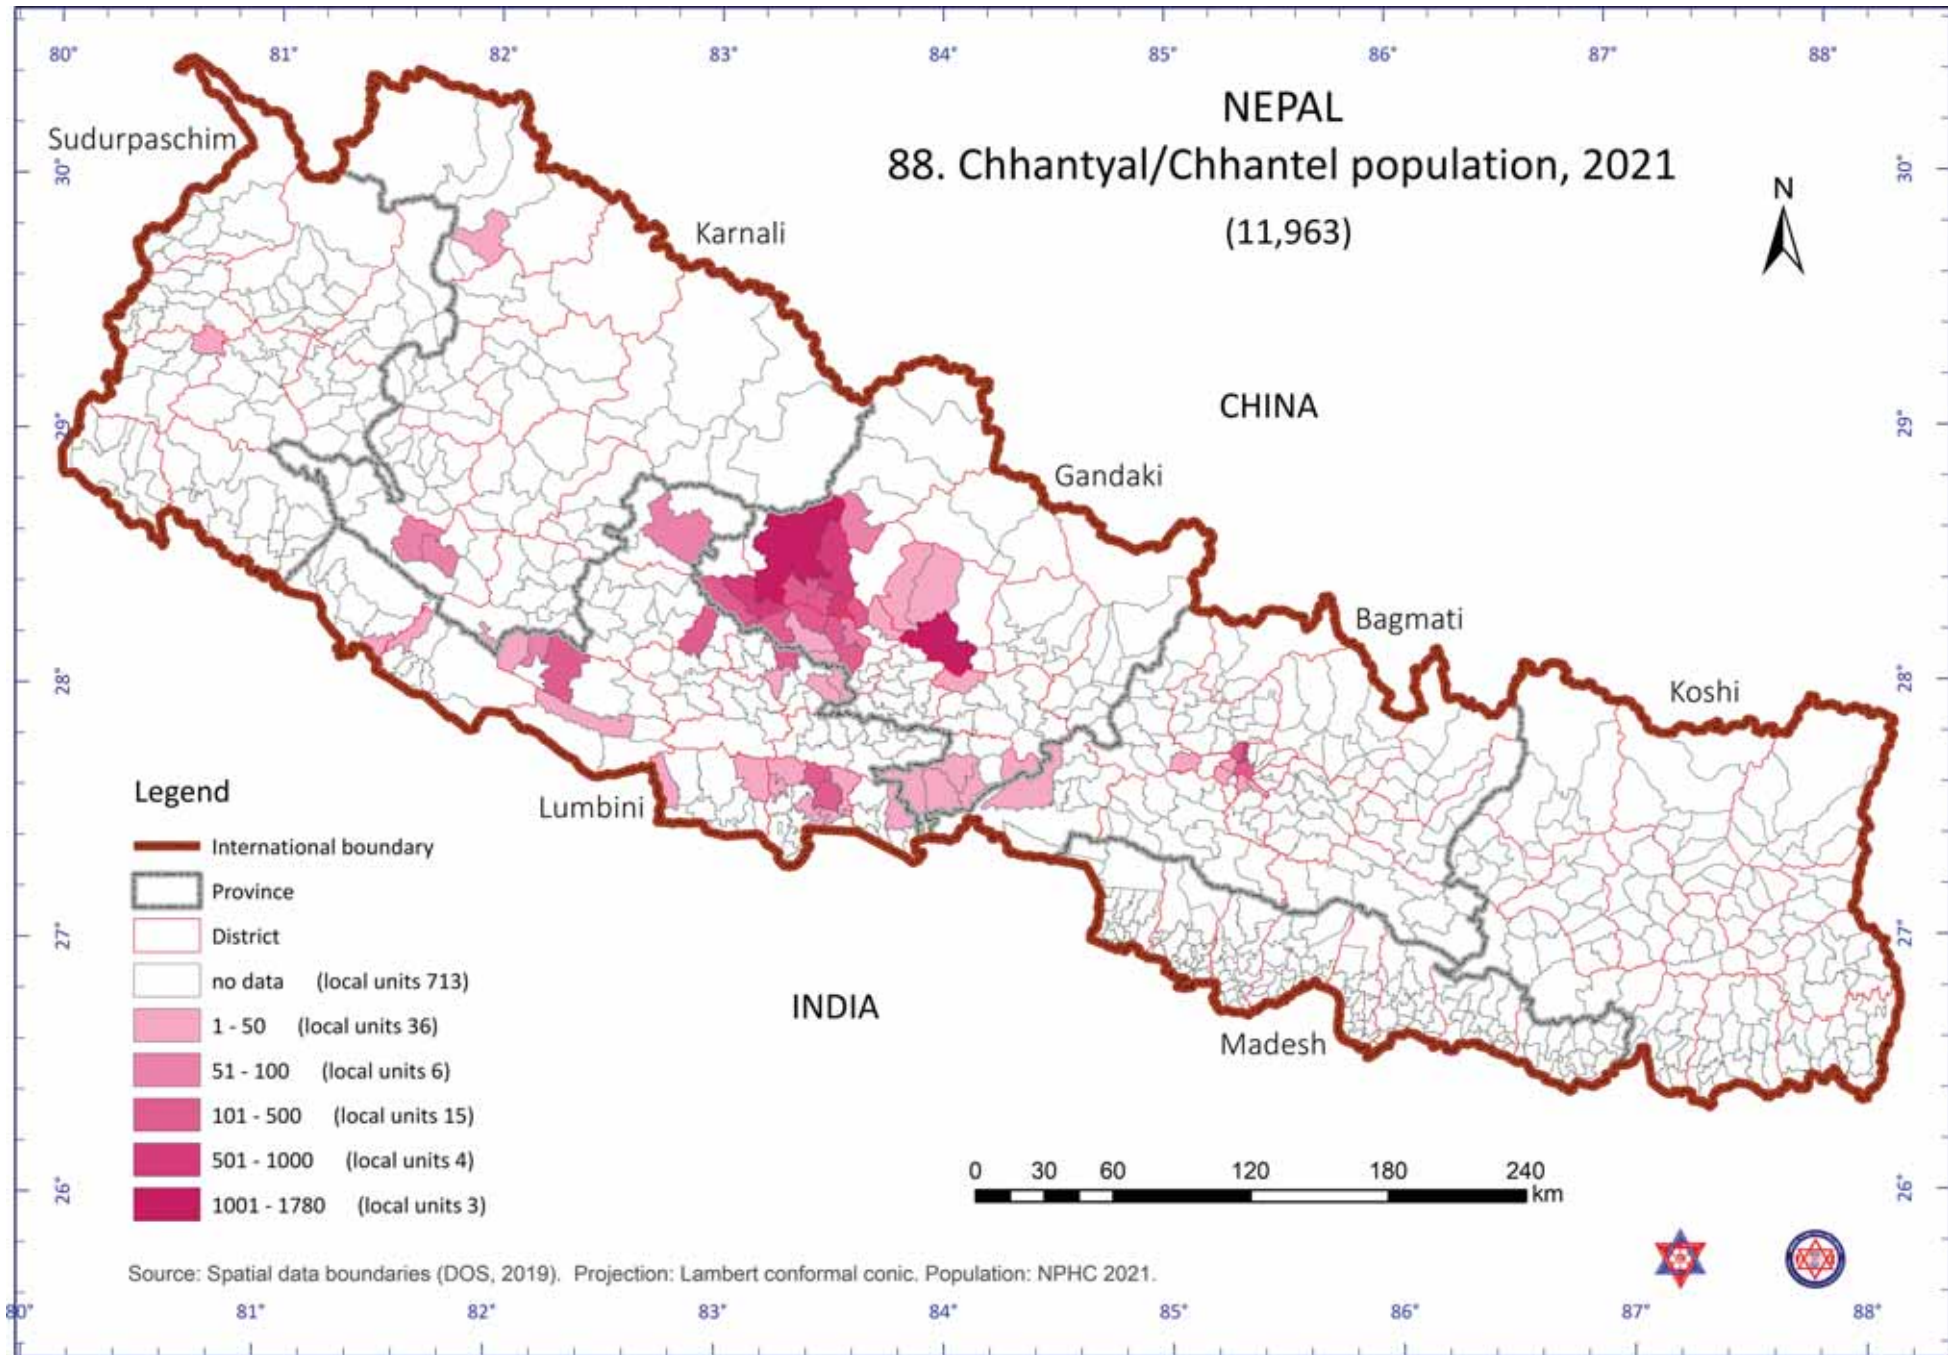 80° 81° 82° 83° 84° 85° 86° 87° 88°
NEPAL
88. Chhantyal/Chhantel population, 2021
(11,963)
N
Sudurpaschim
30° 30°
Karnali
CHINA
29° 29°
Gandaki
Bagmati
28° 28°
Koshi
Lumbini
Legend
International boundary
Province
District
27° 27°
no data (local units 713)
INDIA
1 - 50 (local units 36)
Madesh
51 - 100 (local units 6)
101 - 500 (local units 15)
501 - 1000 (local units 4)
0 30 60 120 180 240
km
26° 26°
1001 - 1780 (local units 3)
Source: Spatial data boundaries (DOS, 2019). Projection: Lambert conformal conic. Population: NPHC 2021.
80° 81° 82° 83° 84° 85° 86° 87° 88°